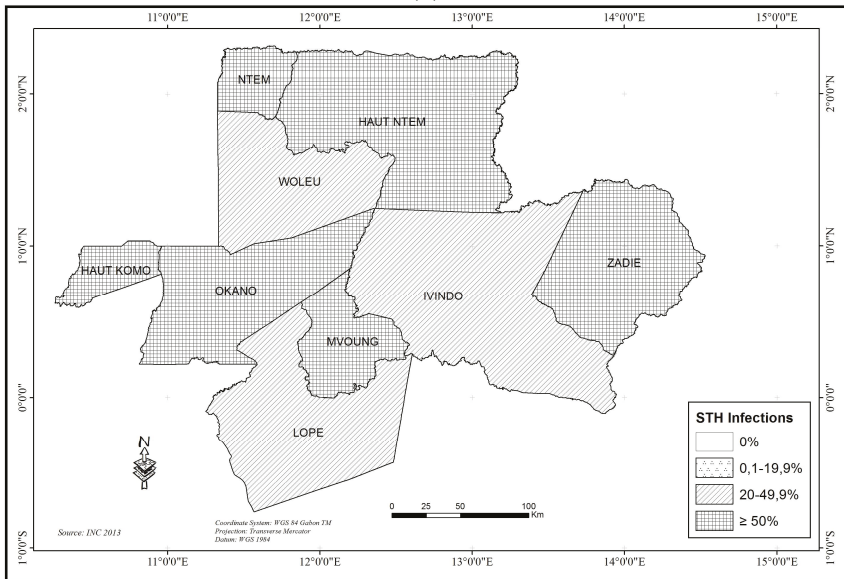 11°0'0"E 12°0'0"E 13°0'0"E 14°0'0"E 15°0'0"E
2°0'0"N 2°0'0"N
NTEM
HAUT NTEM
WOLEU
1°0'0"N 1°0'0"N
HAUT KOMO
OKANO
ZADIE
IVINDO
MVOUNG
0°0'0" 0°0'0"
LOPE
STH Infections
0%
0,1-19,9%
20-49,9%
≥ 50%
N
0 25 50 100
Km
Source: INC 2013
Coordinate System: WGS 84 Gabon TM
Projection: Transverse Mercator
Datum: WGS 1984
1°0'0"S 1°0'0"S
11°0'0"E 12°0'0"E 13°0'0"E 14°0'0"E 15°0'0"E